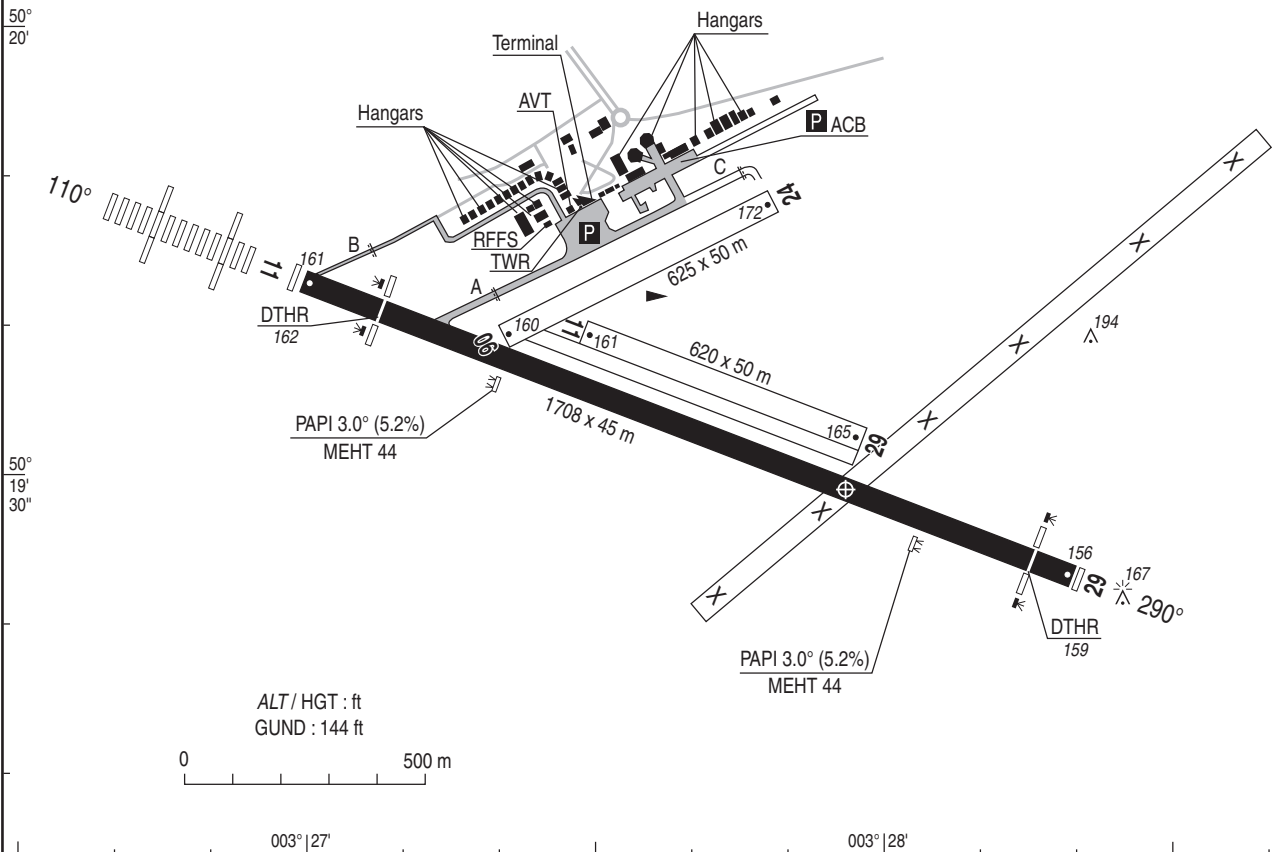 50°
20'
Hangars
Terminal
AVT
Hangars
P ACB
C
110°
24
172
B
RFFS
P
TWR
625 x 50 m
11
161
A
DTHR
162
160
11
161
06
194
620 x 50 m
PAPI 3.0° (5.2%)
MEHT 44
1708 x 45 m
165
29
50°
19'
30"
X
X
X
X
X
X
156
29
167
290°
DTHR
159
PAPI 3.0° (5.2%)
MEHT 44
ALT / HGT : ft
GUND : 144 ft
0
500 m
003° 27'
003° 28'